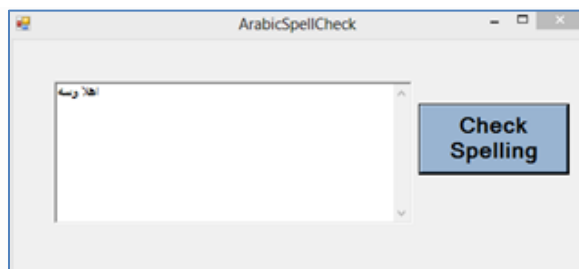 ArabicSpellCheck
اهلا وسه
Check
Spelling